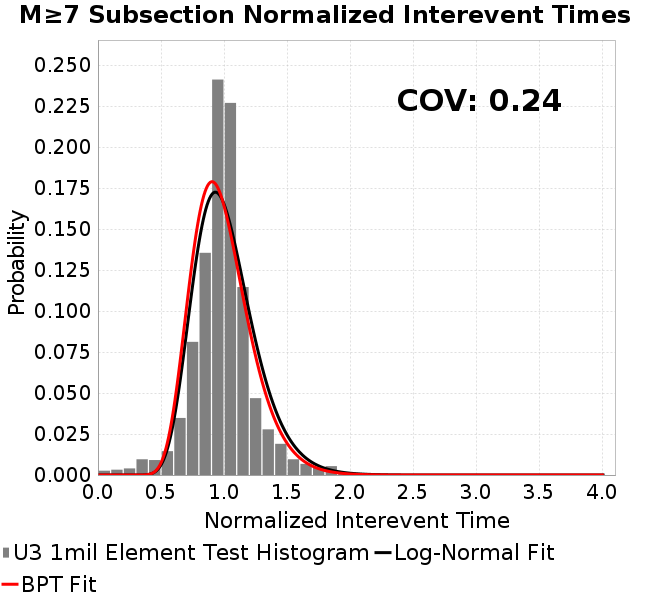 M≥7 Subsection Normalized Interevent Times
COV: 0.24
0.250
0.225
0.200
0.175
0.150
0.125
0.100
0.075
0.050
0.025
0.000
Probability
0.0 0.5 1.0 1.5 2.0 2.5 3.0 3.5 4.0
Normalized Interevent Time
U3 1mil Element Test Histogram Log-Normal Fit
BPT Fit